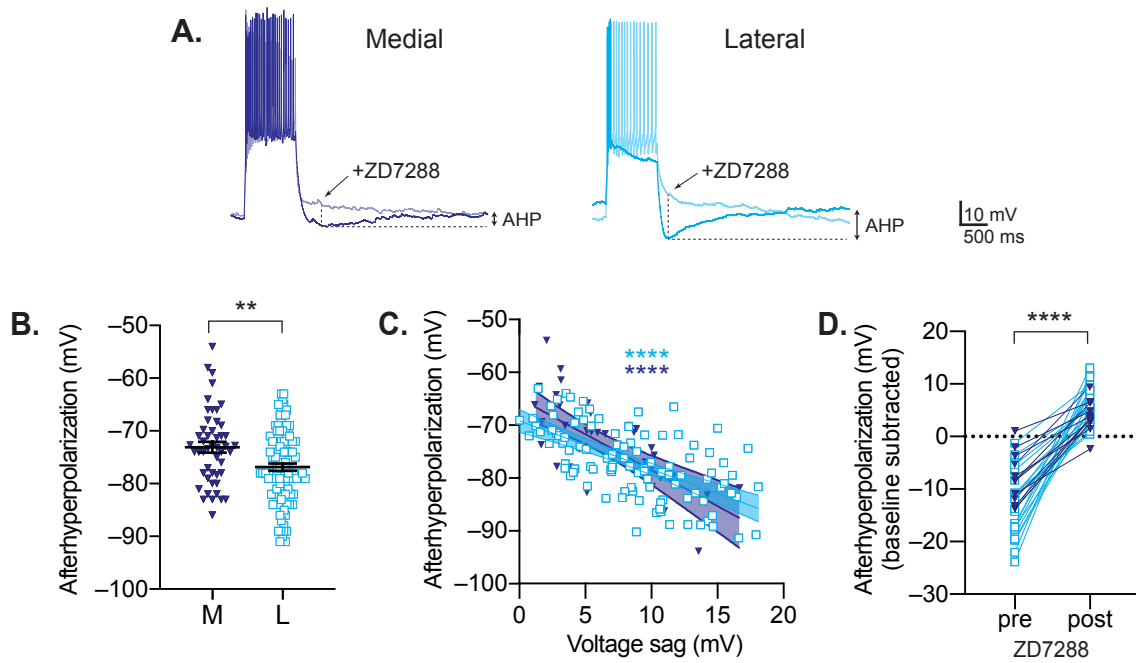 A.
Medial
Lateral
+ZD7288
AHP
+ZD7288
AHP
10 mV
500 ms
B.
Afterhyperpolarization (mV)
–50
–60
–70
–80
–90
–100
**
M
L
C.
Afterhyperpolarization (mV)
–50
–60
–70
–80
–90
–100
****
****
0
5
10
15
20
Voltage sag (mV)
D.
Afterhyperpolarization (mV)
(baseline subtracted)
20
10
0
–10
–20
–30
****
pre
post
ZD7288